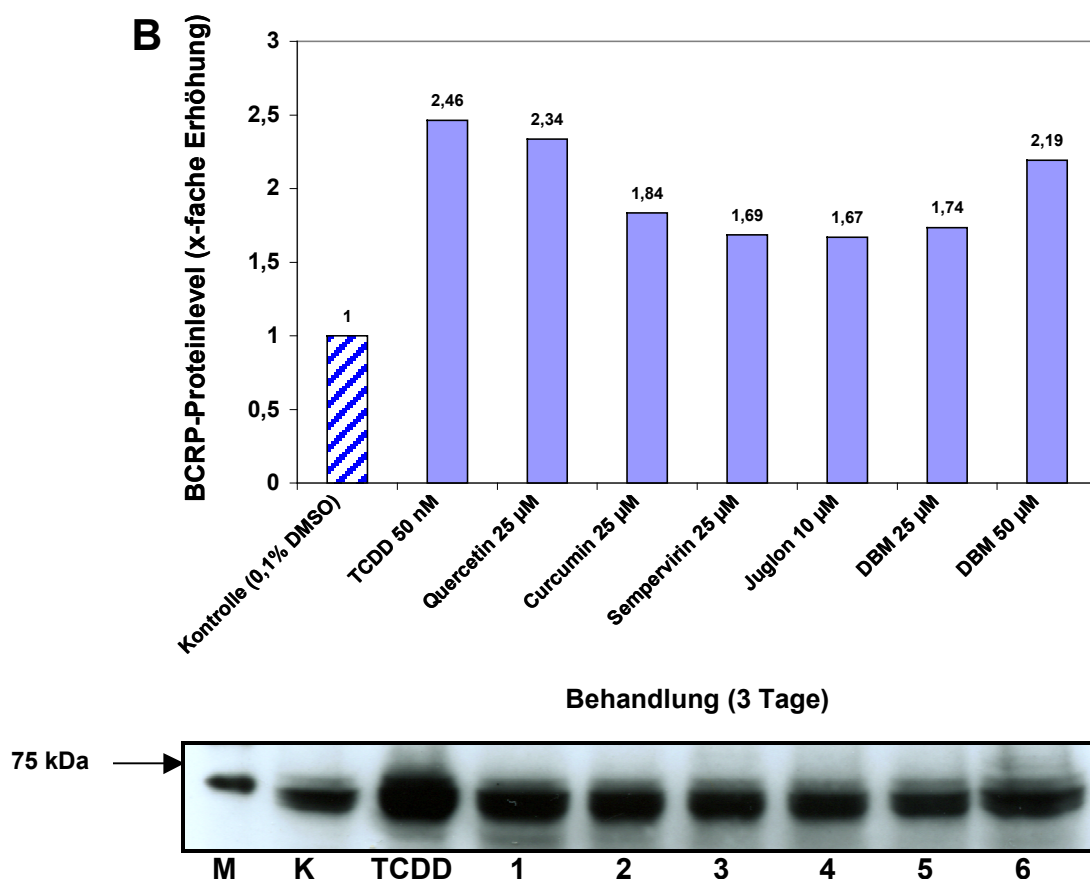 B
BCRP-Proteinlevel (x-fache Erhöhung)
3
2,5
2
1,5
1
0,5
0
1
2,46
2,34
1,84
1,69
1,67
1,74
2,19
Kontrolle (0,1% DMSO)
TCDD 50 nM
Quercetin 25 µM
Curcumin 25 µM
Sempervirin 25 µM
Juglon 10 µM
DBM 25 µM
DBM 50 µM
Behandlung (3 Tage)
75 kDa
M K TCDD 1 2 3 4 5 6